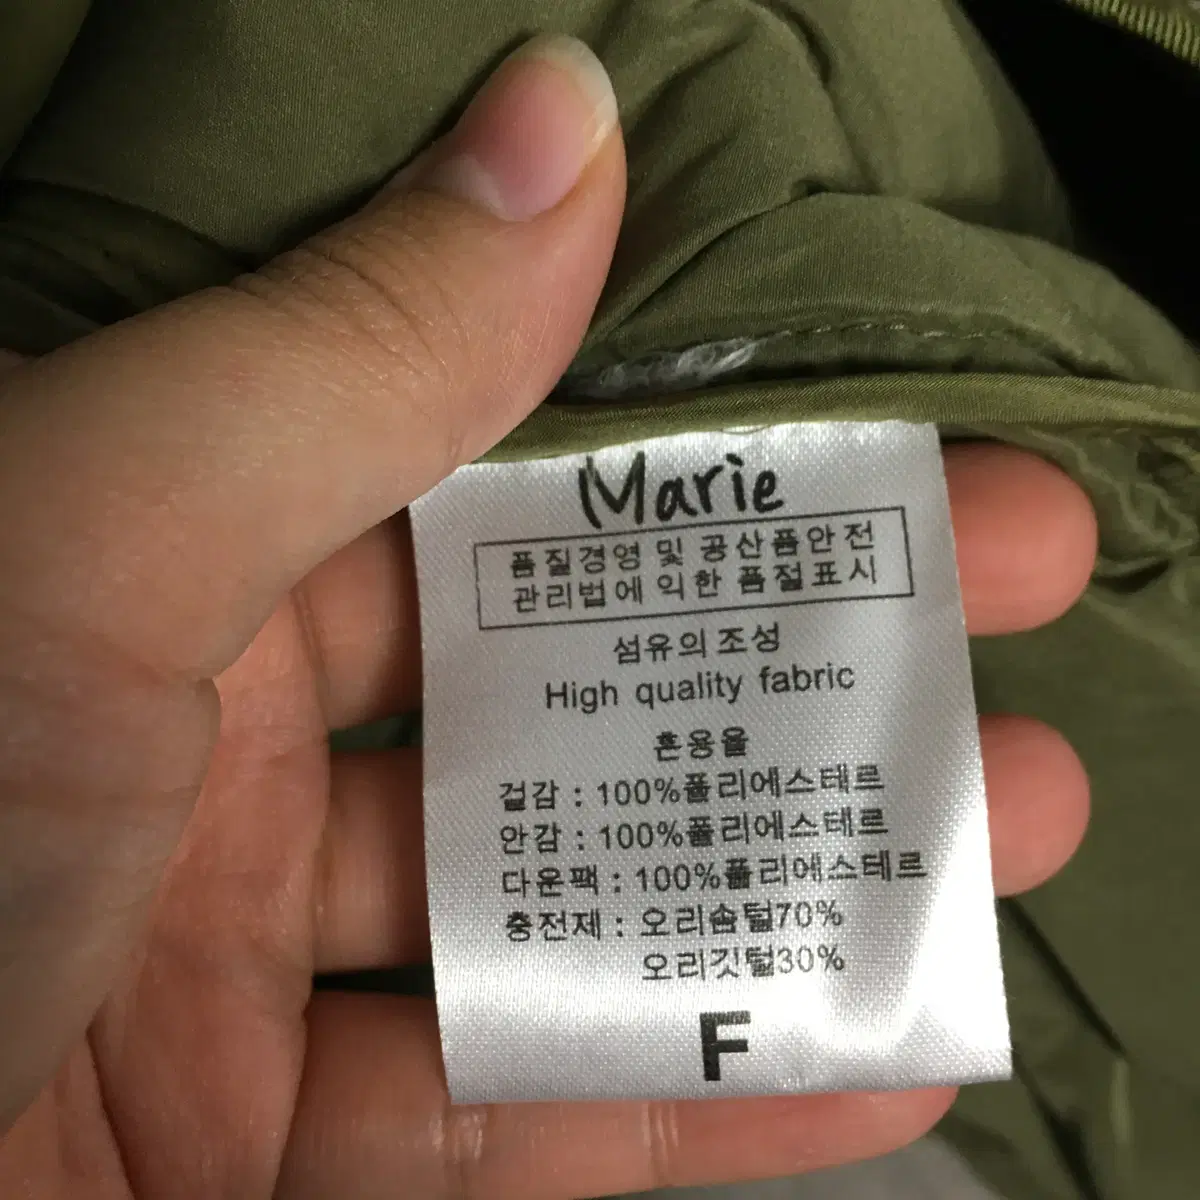 Marie
품질경영 및 공산품안전
관리법에 익한 품절표시
섬유의조성
High quality fabric
혼용율
겉감 : 100%폴리에스테르
안감 : 100%폴리에스테르
다운팩 : 100%폴리에스테르
충전제 : 오리솜털70%
오리깃털30%
F